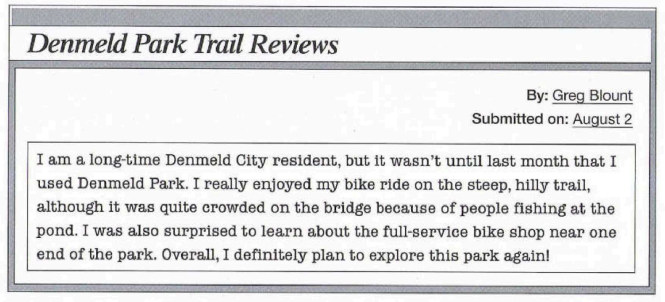 Denmeld Park Trail Reviews
By: Greg Blount
Submitted on: August 2
I am a long-time Denmeld City resident, but it wasn't until last month that I
used Denmeld Park. I really enjoyed my bike ride on the steep, hilly trail,
although it was quite crowded on the bridge because of people fishing at the
pond. I was also surprised to learn about the full-service bike shop near one
end of the park. Overall, I definitely plan to explore this park again!